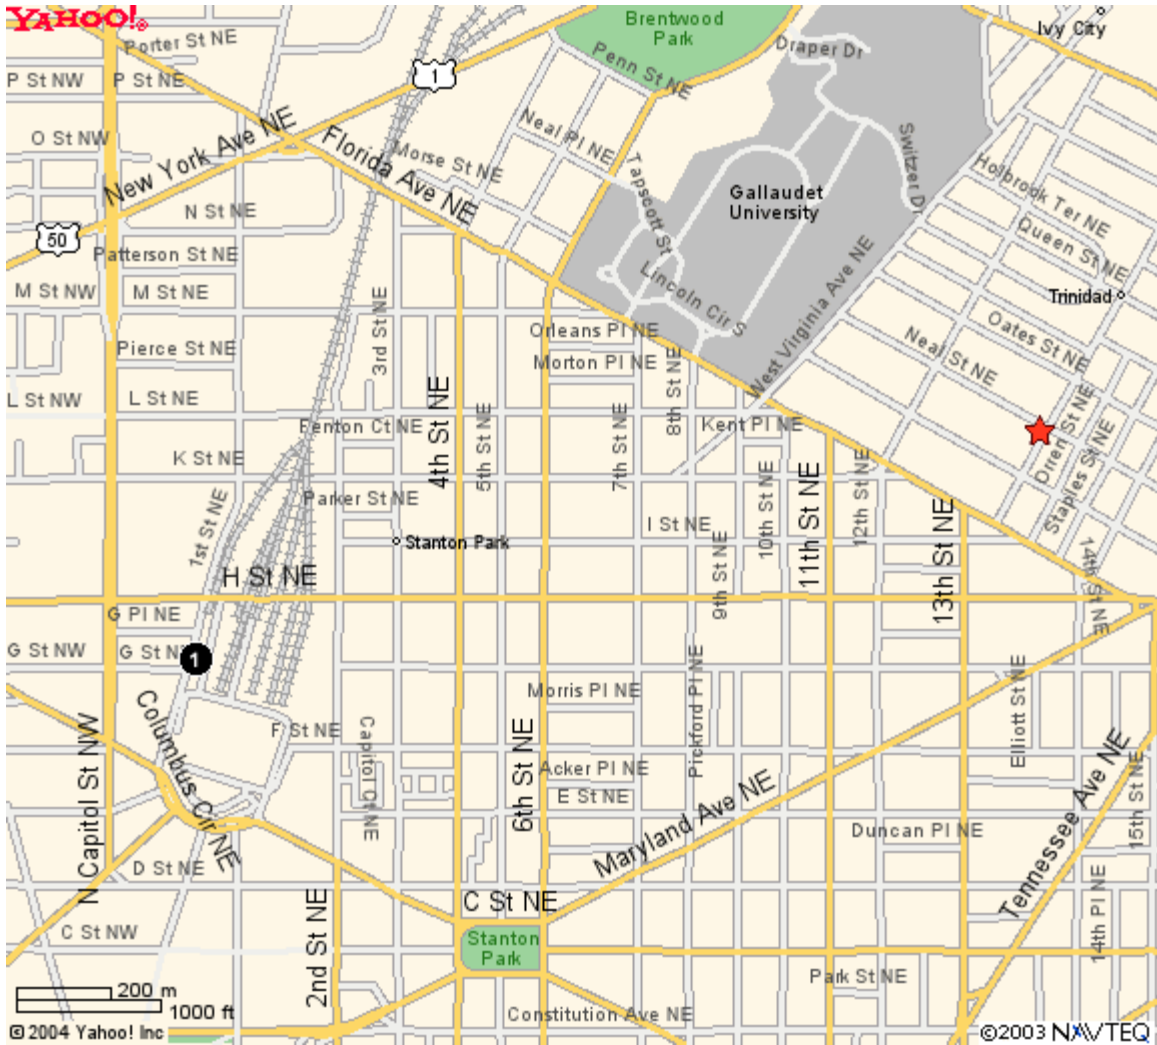 YAHOO!®
Brentwood
Park
Ivy City
Porter St NE
Draper Dr
P St NW
P St NE
1
Penn St NE
O St NW
New York Ave NE
Florida Ave NE
Morse St NE
Neal Pl NE
Tapscott St
Switzer Dr
Gallaudet
University
Holbrook Ter NE
Queen St NE
N St NE
50
Patterson St NE
Lincoln Cir S
West Virginia Ave NE
M St NW
M St NE
3rd St NE
Trinidad
Orleans Pl NE
Oates St NE
Neal St NE
Pierce St NE
Morton Pl NE
8th St NE
L St NW
L St NE
4th St NE
5th St NE
7th St NE
Fenton Ct NE
Kent Pl NE
Orren St NE
Staples St NE
K St NE
Parker St NE
10th St NE
11th St NE
12th St NE
13th St NE
1st St NE
I St NE
Stanton Park
9th St NE
14th St NE
H St NE
G Pl NE
G St NW
G St N
1
Morris Pl NE
Pickford Pl NE
Elliott St NE
Columbus Cir NE
F St NE
Capitol Ct NE
6th St NE
N Capitol St NW
Acker Pl NE
E St NE
Maryland Ave NE
Duncan Pl NE
Tennessee Ave NE
15th St NE
D St NE
2nd St NE
C St NE
14th Pl NE
C St NW
Stanton
Park
Park St NE
200 m
1000 ft
Constitution Ave NE
© 2004 Yahoo! Inc
©2003 NAVTEQ